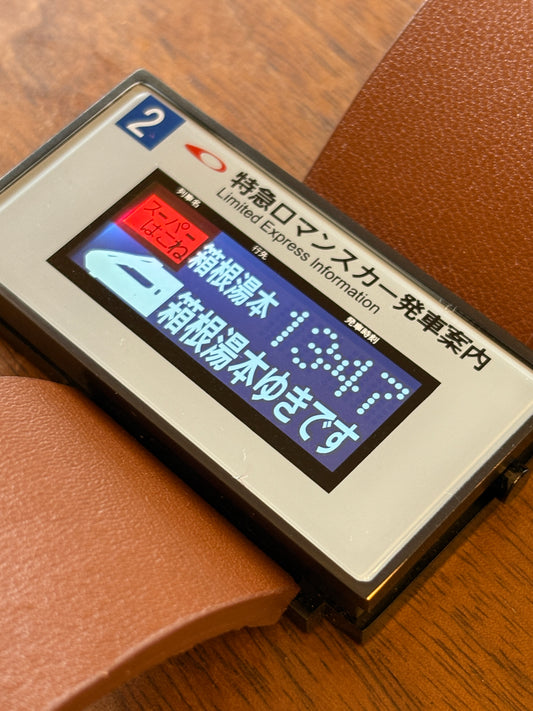 2
特急ロマンスカー発車案内
Limited Express Information
列車名 行先 発車時刻
スーパー
はこね
箱根湯本 13:47
箱根湯本ゆきです